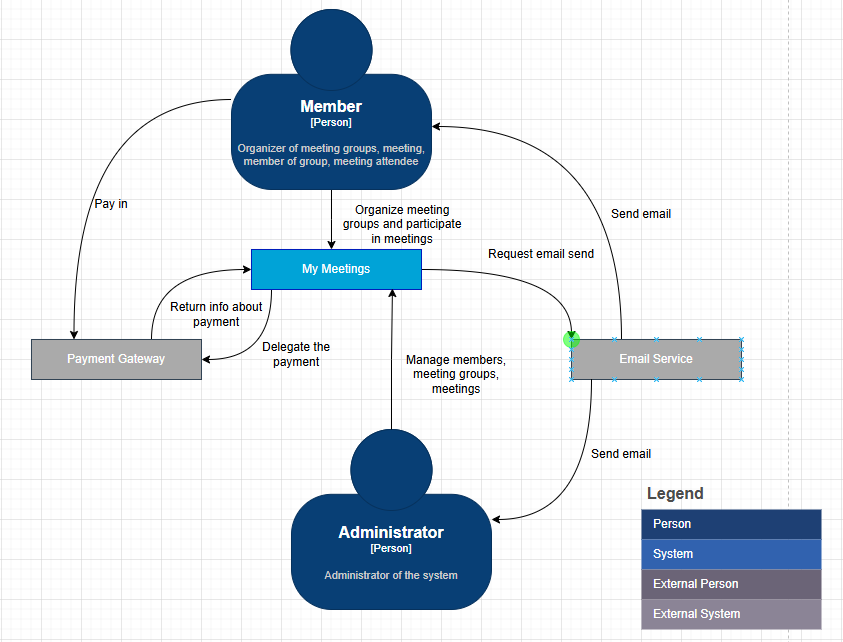 Member
[Person]
Organizer of meeting groups, meeting,
member of group, meeting attendee
Pay in
Organize meeting
groups and participate
in meetings
Send email
Request email send
My Meetings
Return info about
payment
Delegate the
payment
Payment Gateway
Manage members,
meeting groups,
meetings
Email Service
Send email
Administrator
[Person]
Administrator of the system
Legend
Person
System
External Person
External System